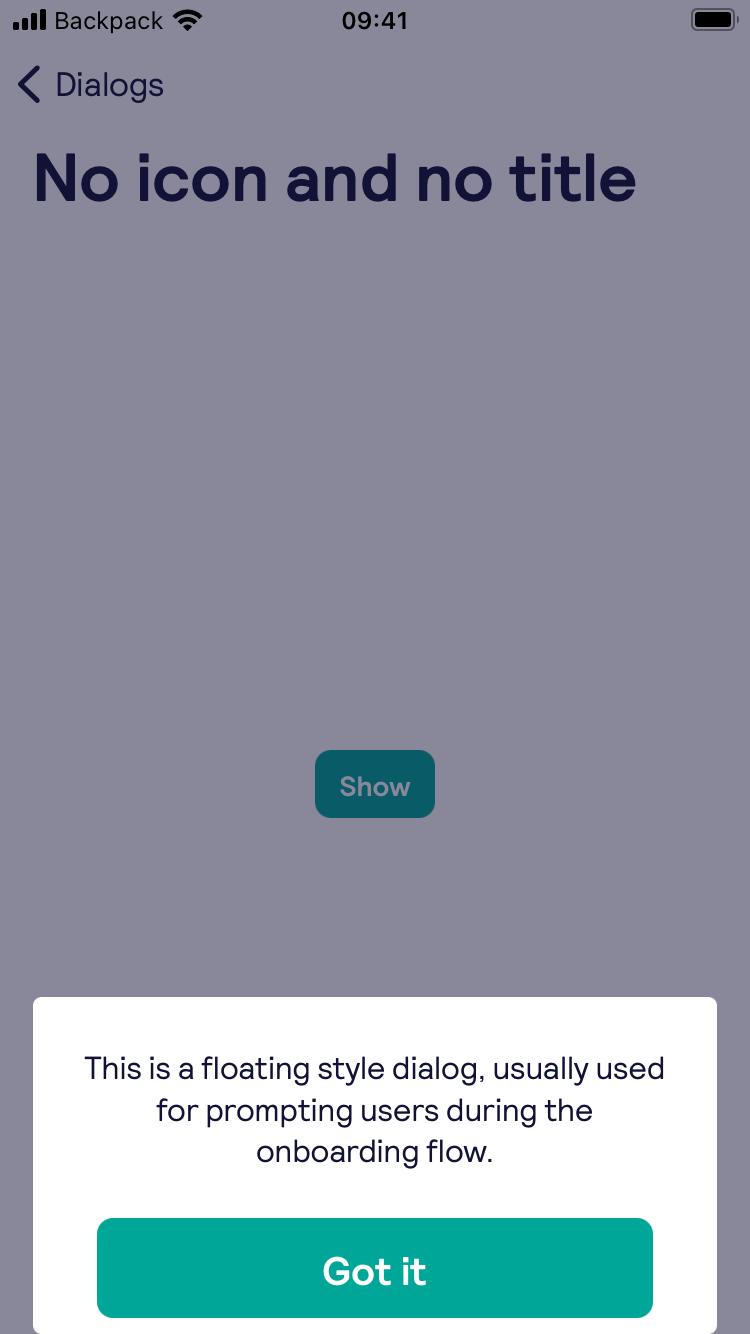 Backpack 09:41
Dialogs
No icon and no title
Show
This is a floating style dialog, usually used
for prompting users during the
onboarding flow.
Got it